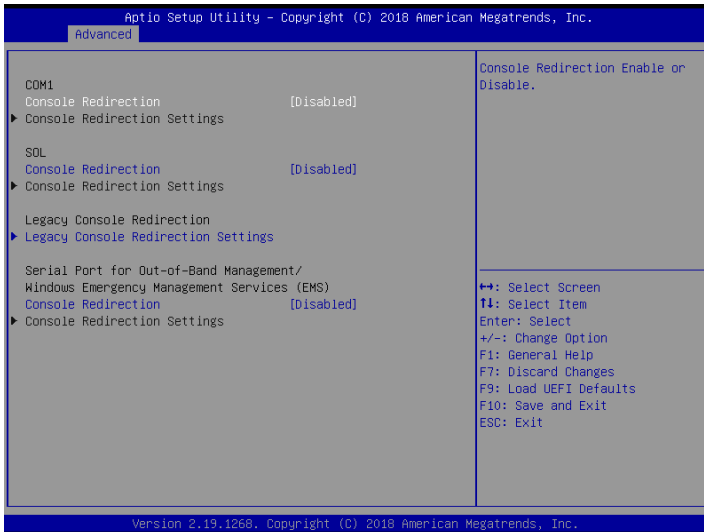 Aptio Setup Utility – Copyright (C) 2018 American Megatrends, Inc.
Advanced
COM1
Console Redirection [Disabled]
▶ Console Redirection Settings
SOL
Console Redirection [Disabled]
▶ Console Redirection Settings
Legacy Console Redirection
▶ Legacy Console Redirection Settings
Serial Port for Out-of-Band Management/
Windows Emergency Management Services (EMS)
Console Redirection [Disabled]
▶ Console Redirection Settings
Console Redirection Enable or
Disable.
↔: Select Screen
↑↓: Select Item
Enter: Select
+/-: Change Option
F1: General Help
F7: Discard Changes
F9: Load UEFI Defaults
F10: Save and Exit
ESC: Exit
Version 2.19.1268. Copyright (C) 2018 American Megatrends, Inc.